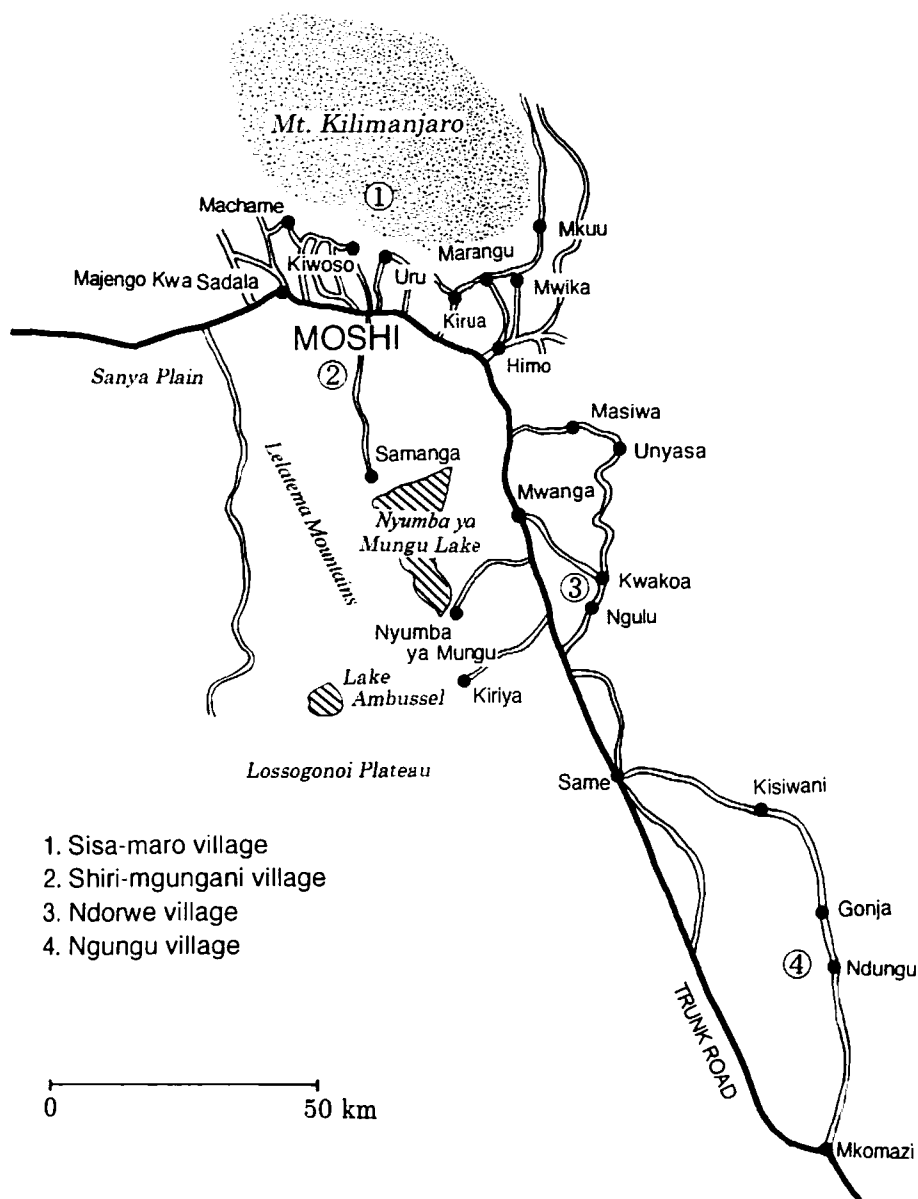 Mt. Kilimanjaro
①
Machame
Mkuu
Kiwoso
Marangu
Uru
Majengo Kwa Sadala
Mwika
Kirua
MOSHI
Himo
②
Sanya Plain
Masiwa
Unyasa
Lelatema Mountains
Samanga
Mwanga
Nyumba ya
Mungu Lake
③
Kwakoa
Ngulu
Nyumba
ya Mungu
Lake
Ambussel
Kiriya
Lossogonoi Plateau
Same
Kisiwani
1. Sisa-maro village
2. Shiri-mgungani village
3. Ndorwe village
4. Ngungu village
Gonja
④
Ndungu
TRUNK ROAD
0
50 km
Mkomazi